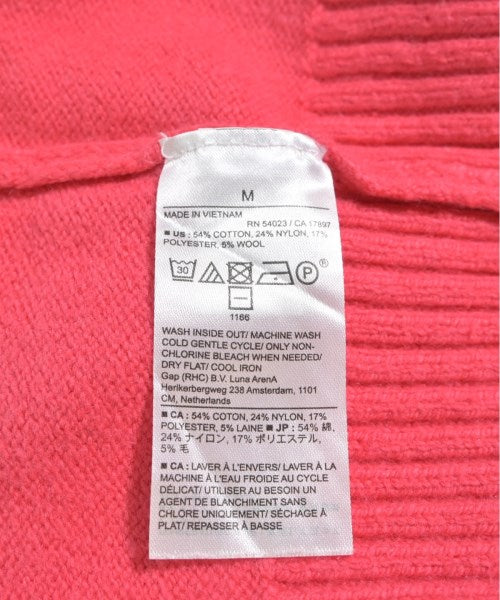 M
MADE IN VIETNAM
RN 54023 / CA 17897
■ US : 54% COTTON, 24% NYLON, 17%
POLYESTER, 5% WOOL
30 P
1166
WASH INSIDE OUT/ MACHINE WASH
COLD GENTLE CYCLE/ ONLY NON-
CHLORINE BLEACH WHEN NEEDED/
DRY FLAT/ COOL IRON
Gap (RHC) B.V. Luna ArenA
Herikerbergweg 238 Amsterdam, 1101
CM, Netherlands
■ CA : 54% COTON, 24% NYLON, 17%
POLYESTER, 5% LAINE ■ JP : 54% 綿,
24% ナイロン, 17% ポリエステル,
5% 毛
■ CA : LAVER À L'ENVERS/ LAVER À LA
MACHINE À L'EAU FROIDE AU CYCLE
DÉLICAT/ UTILISER AU BESOIN UN
AGENT DE BLANCHIMENT SANS
CHLORE UNIQUEMENT/ SÉCHAGE À
PLAT/ REPASSER À BASSE